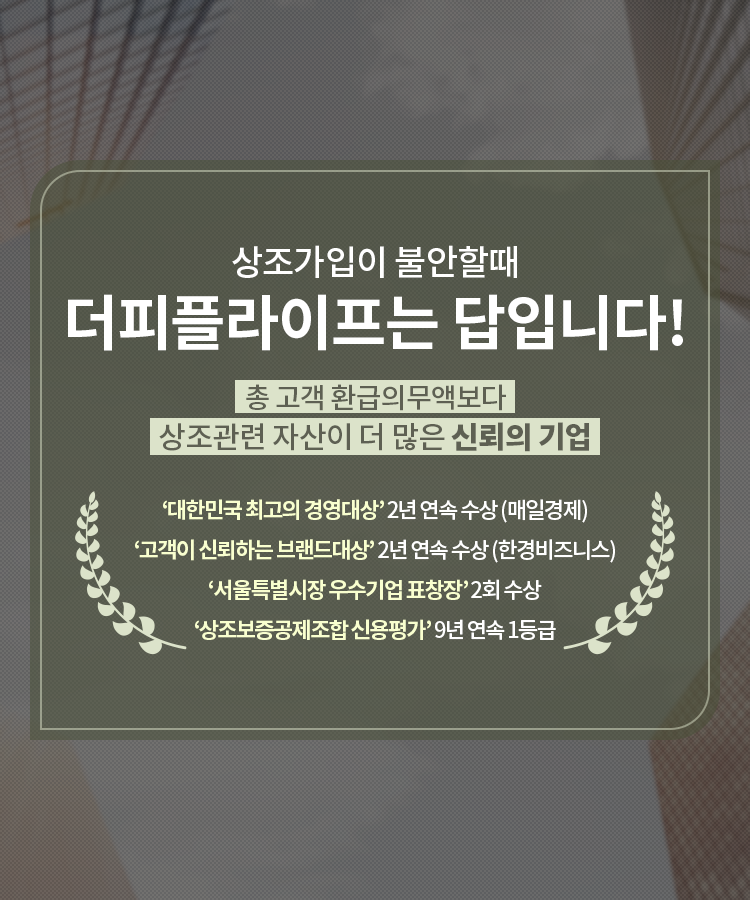 상조가입이 불안할때
더피플라이프는 답입니다!
총 고객 환급의무액보다
상조관련 자산이 더 많은 신뢰의 기업
‘대한민국 최고의 경영대상’ 2년 연속 수상 (매일경제)
‘고객이 신뢰하는 브랜드대상’ 2년 연속 수상 (한경비즈니스)
‘서울특별시장 우수기업 표창장’ 2회 수상
‘상조보증공제조합 신용평가’ 9년 연속 1등급